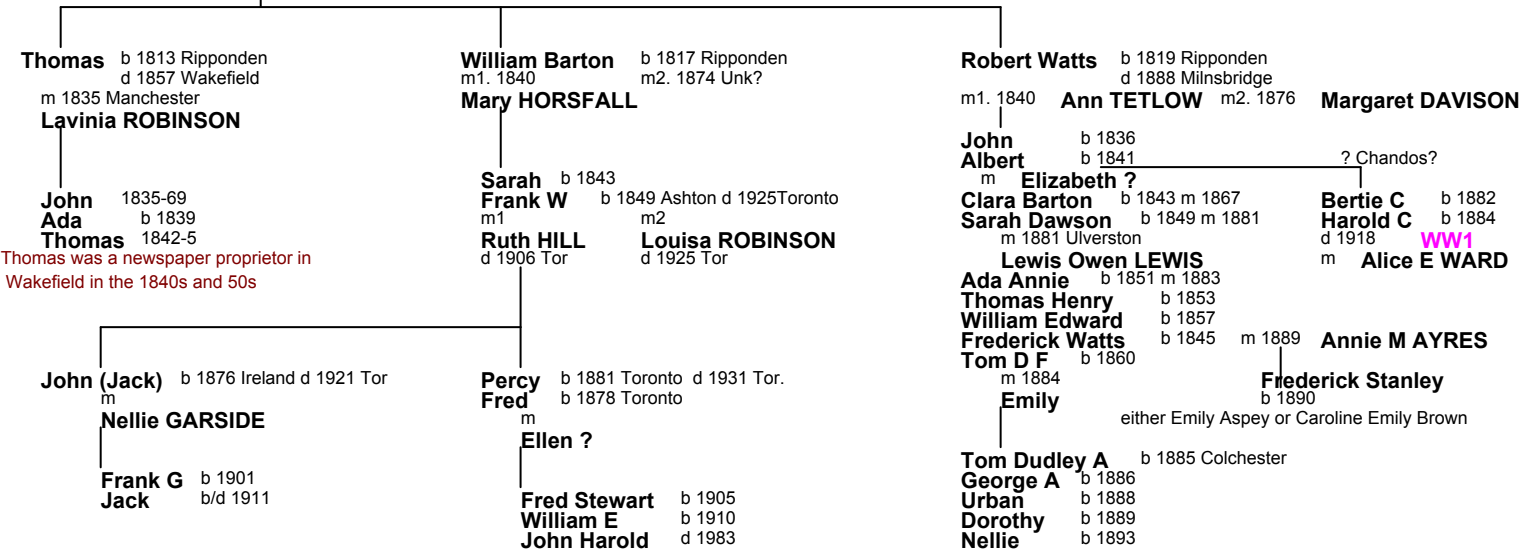 Thomas b 1813 Ripponden
d 1857 Wakefield
m 1835 Manchester
Lavinia ROBINSON
John 1835-69
Ada b 1839
Thomas 1842-5
Thomas was a newspaper proprietor in
Wakefield in the 1840s and 50s
William Barton b 1817 Ripponden
m1. 1840 m2. 1874 Unk?
Mary HORSFALL
Sarah b 1843
Frank W b 1849 Ashton d 1925Toronto
m1 m2
Ruth HILL Louisa ROBINSON
d 1906 Tor d 1925 Tor
John (Jack) b 1876 Ireland d 1921 Tor
m
Nellie GARSIDE
Frank G b 1901
Jack b/d 1911
Percy b 1881 Toronto d 1931 Tor.
Fred b 1878 Toronto
m
Ellen ?
Fred Stewart b 1905
William E b 1910
John Harold d 1983
Robert Watts b 1819 Ripponden
d 1888 Milnsbridge
m1. 1840 Ann TETLOW m2. 1876 Margaret DAVISON
John b 1836
Albert b 1841 ? Chandos?
m Elizabeth ?
Clara Barton b 1843 m 1867
Sarah Dawson b 1849 m 1881
m 1881 Ulverston
Lewis Owen LEWIS
Bertie C b 1882
Harold C b 1884
d 1918 WW1
m Alice E WARD
Ada Annie b 1851 m 1883
Thomas Henry b 1853
William Edward b 1857
Frederick Watts b 1845 m 1889 Annie M AYRES
Tom D F b 1860
m 1884
Emily
Frederick Stanley
b 1890
either Emily Aspey or Caroline Emily Brown
Tom Dudley A b 1885 Colchester
George A b 1886
Urban b 1888
Dorothy b 1889
Nellie b 1893